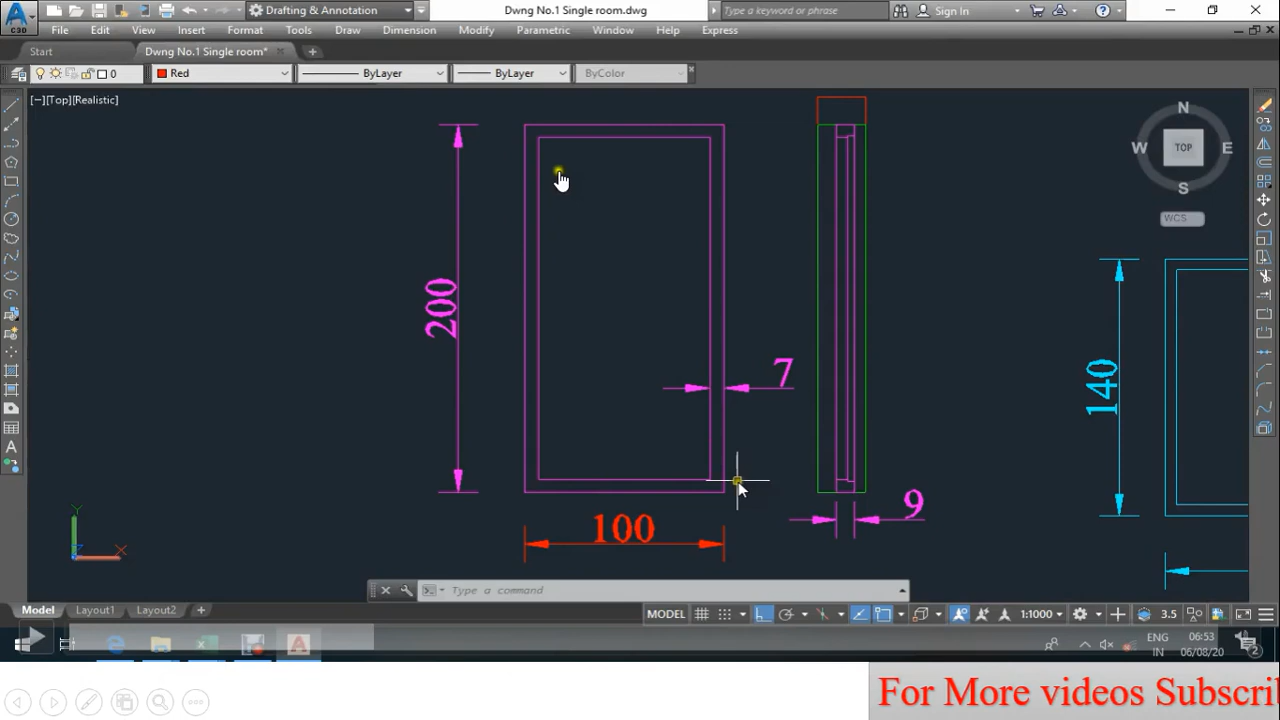 Drafting & Annotation
Dwng No.1 Single room.dwg
Type a keyword or phrase
Sign In
C3D
File Edit View Insert Format Tools Draw Dimension Modify Parametric Window Help Express
Start
Dwng No.1 Single room*
0
Red
ByLayer
ByLayer
ByColor
[−][Top][Realistic]
N
W TOP E
S
WCS
200
7
140
9
100
Y
Z X
Type a command
Model Layout1 Layout2
MODEL
1:1000
3.5
ENG
IN
06:53
06/08/20
2
For More videos Subscri